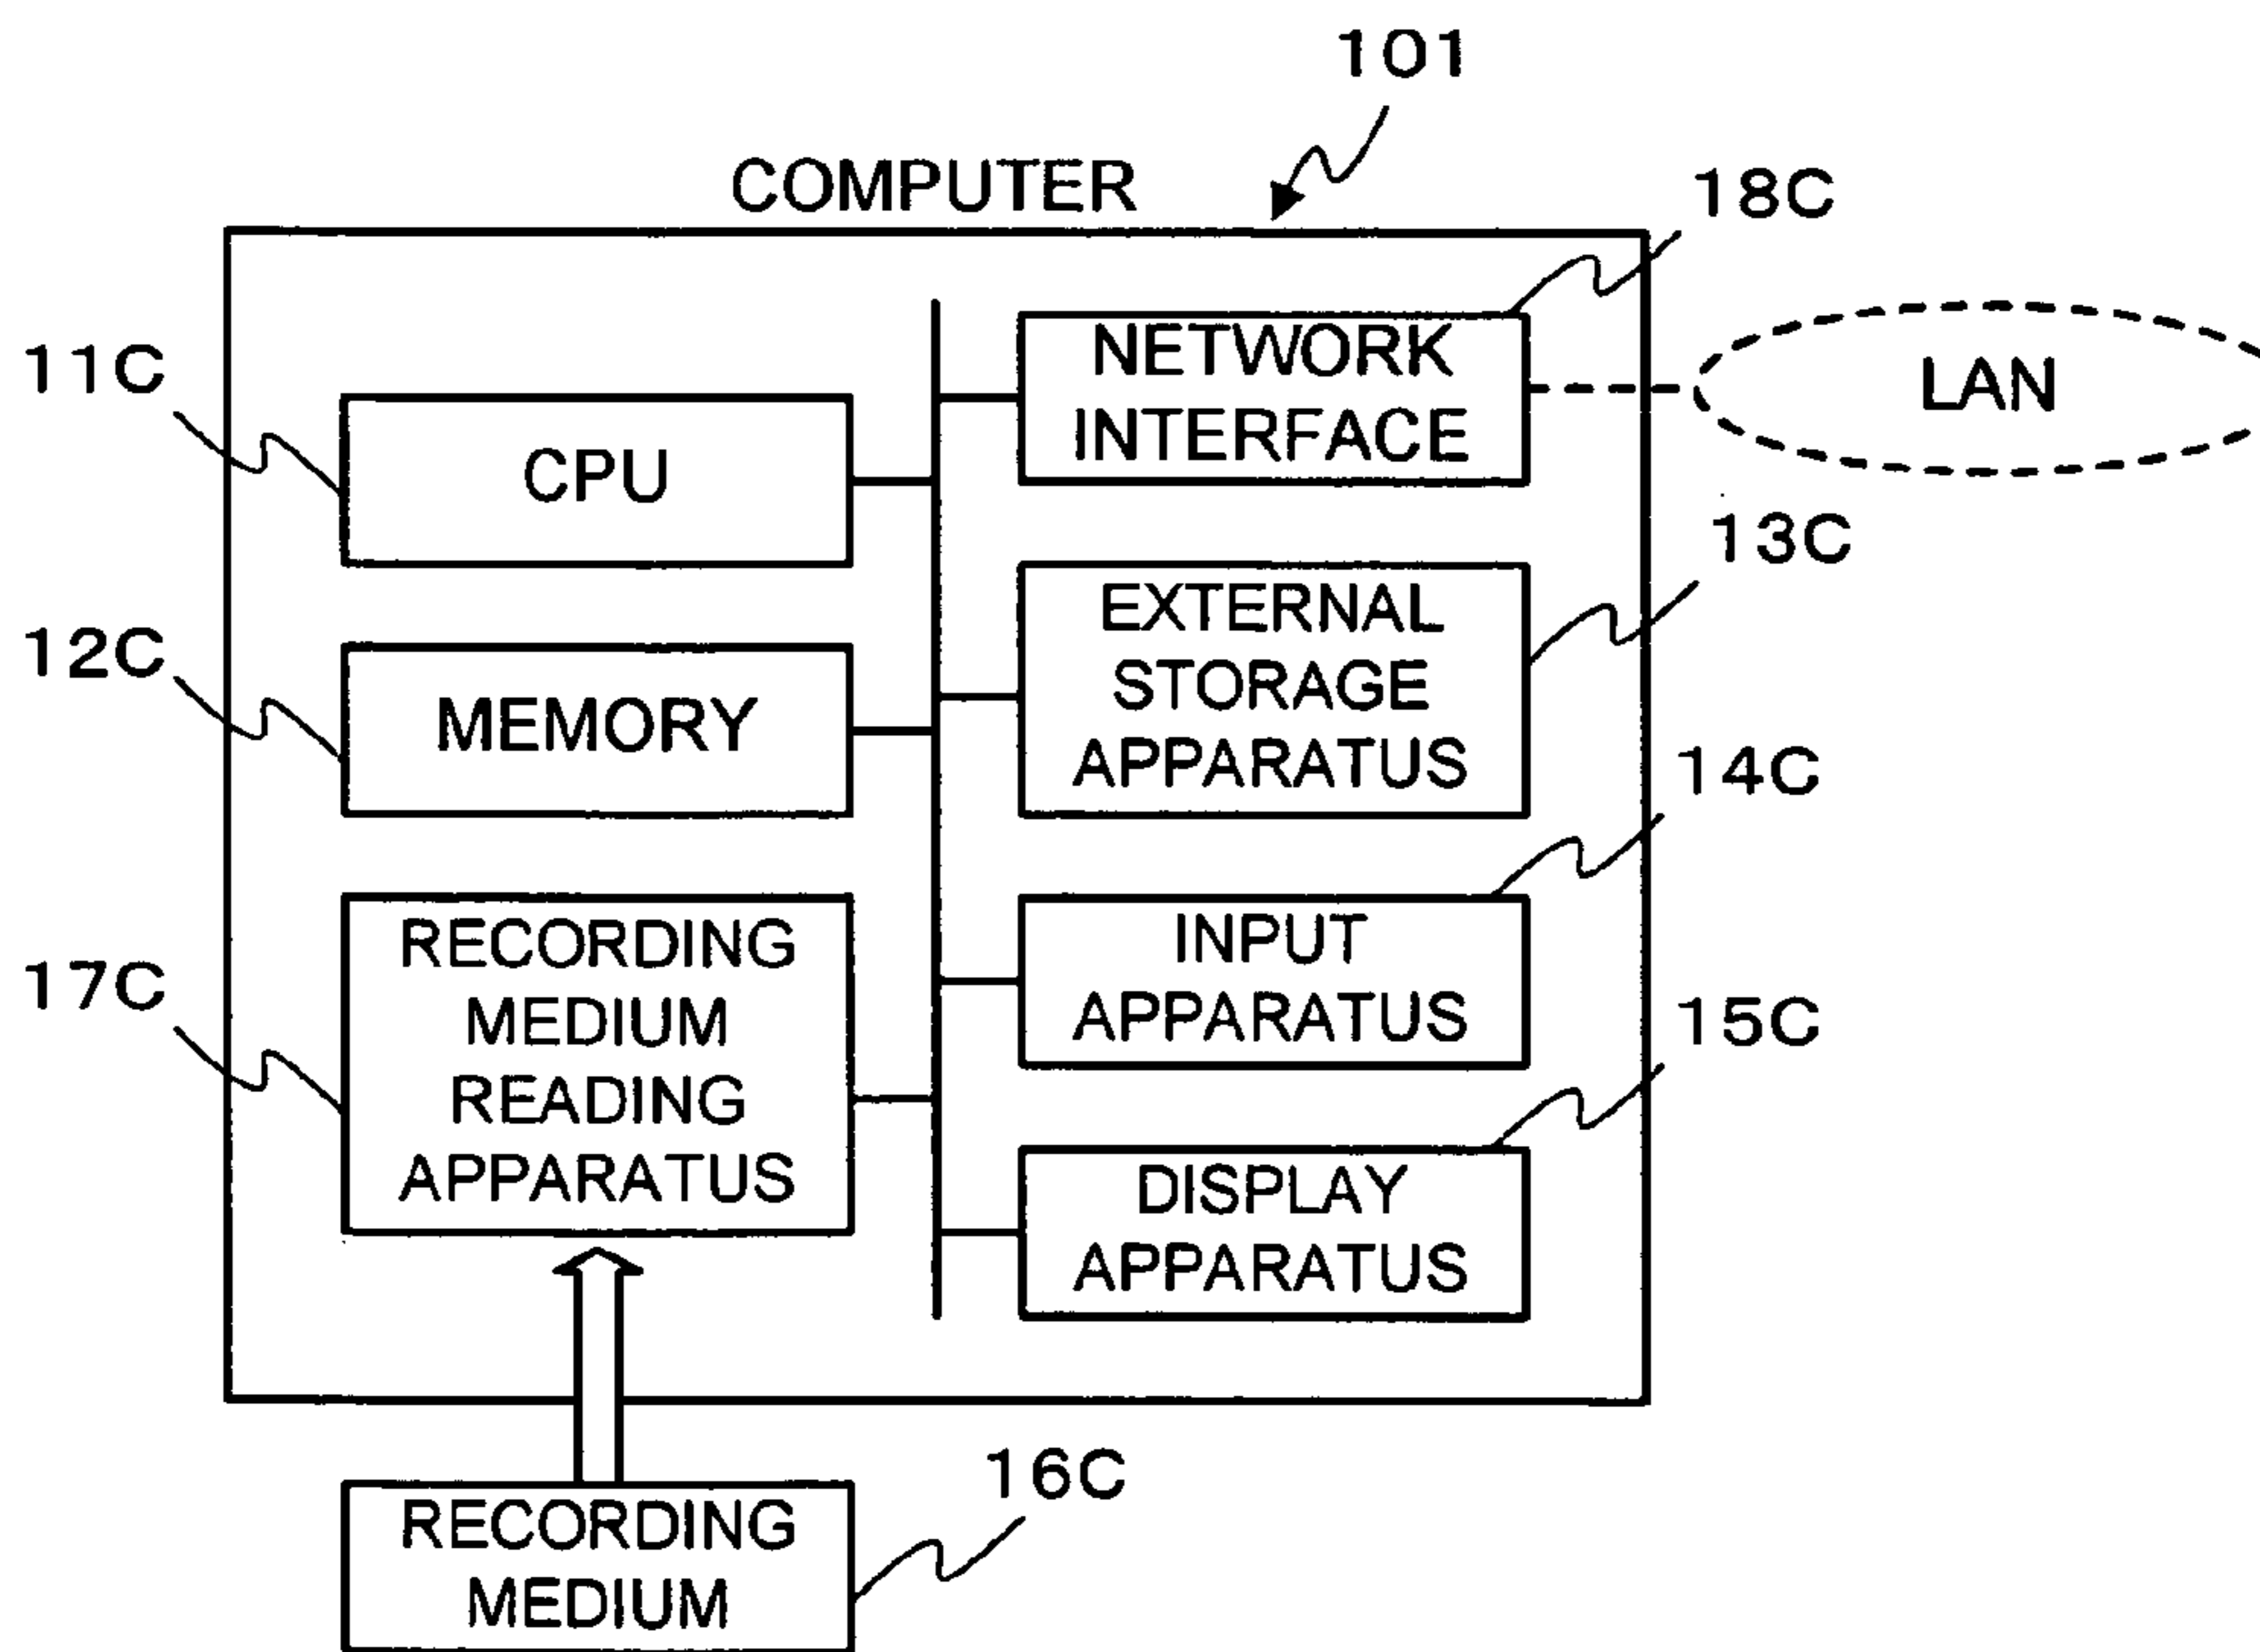 101
COMPUTER
18C
NETWORK
INTERFACE
LAN
11C
CPU
13C
EXTERNAL
STORAGE
APPARATUS
12C
MEMORY
14C
INPUT
APPARATUS
17C
RECORDING
MEDIUM
READING
APPARATUS
15C
DISPLAY
APPARATUS
16C
RECORDING
MEDIUM